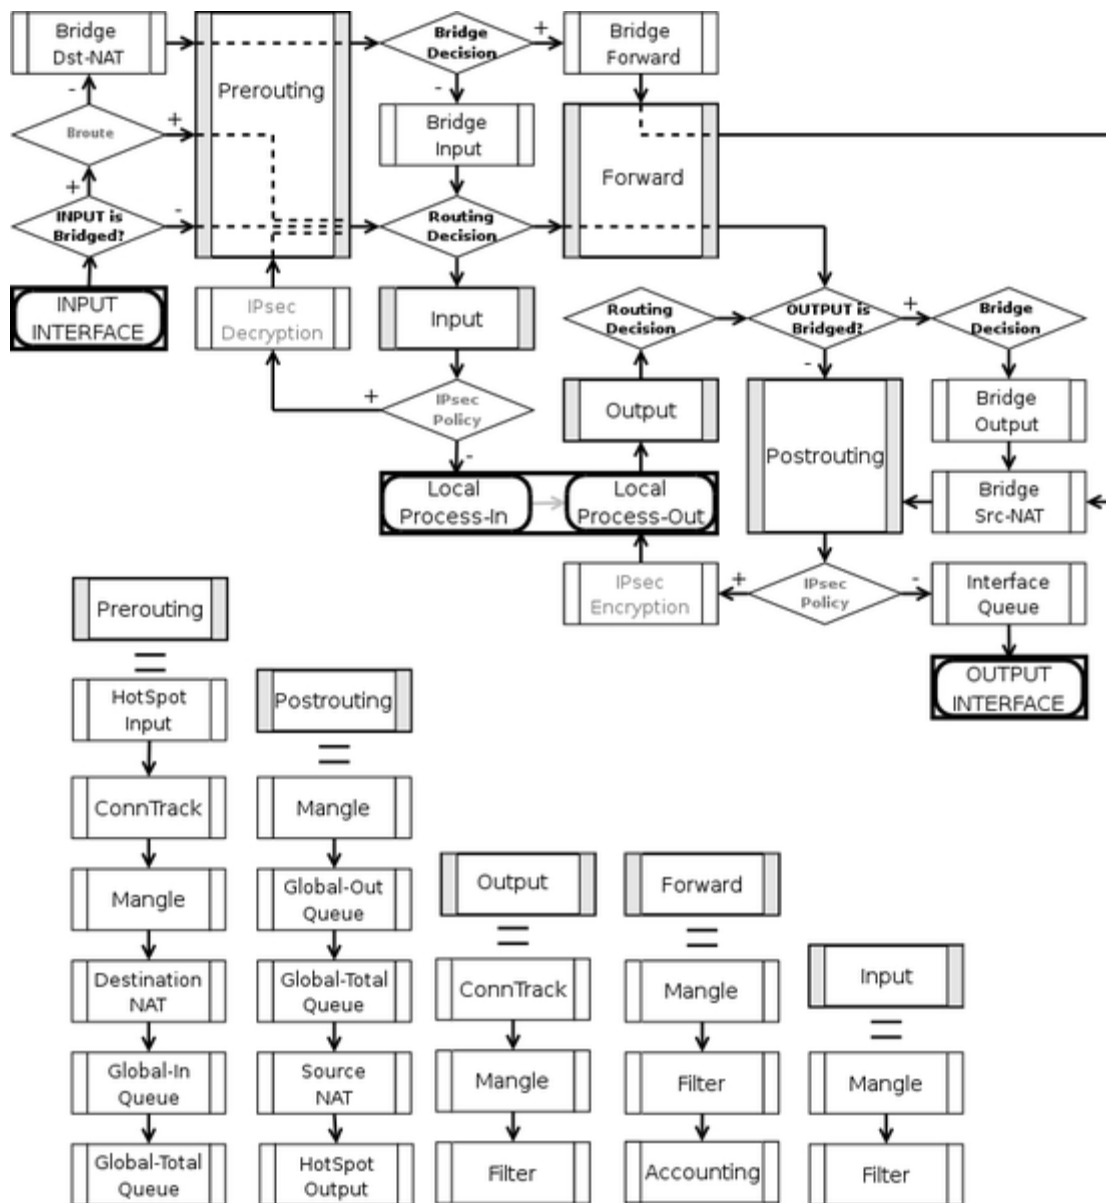 Bridge
Dst-NAT
-
Broute
+
+
INPUT is
Bridged?
-
INPUT
INTERFACE
Prerouting
IPsec
Decryption
Bridge
Decision
+
-
Bridge
Input
Routing
Decision
Input
+
IPsec
Policy
-
Local
Process-In
Local
Process-Out
Bridge
Forward
Forward
Routing
Decision
Output
OUTPUT is
Bridged?
+
-
Bridge
Decision
Bridge
Output
Bridge
Src-NAT
Postrouting
IPsec
Encryption
+
IPsec
Policy
-
Interface
Queue
OUTPUT
INTERFACE
Prerouting
=
HotSpot
Input
ConnTrack
Mangle
Destination
NAT
Global-In
Queue
Global-Total
Queue
Postrouting
=
Mangle
Global-Out
Queue
Global-Total
Queue
Source
NAT
HotSpot
Output
Output
=
ConnTrack
Mangle
Filter
Forward
=
Mangle
Filter
Accounting
Input
=
Mangle
Filter